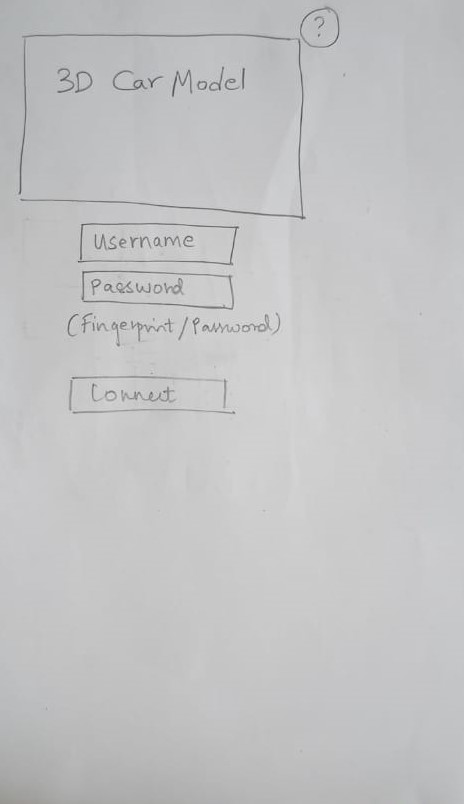 ?
3D Car Model
Username
Password
(Fingerprint/Password)
Connect